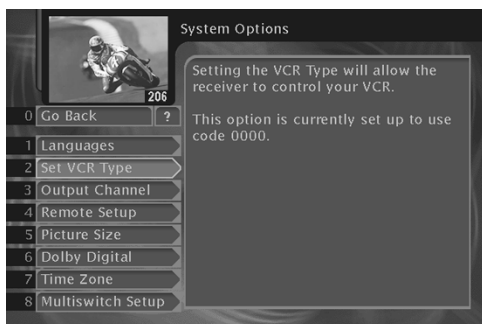 System Options
206
0 Go Back ?
1 Languages
2 Set VCR Type
3 Output Channel
4 Remote Setup
5 Picture Size
6 Dolby Digital
7 Time Zone
8 Multiswitch Setup
Setting the VCR Type will allow the
receiver to control your VCR.
This option is currently set up to use
code 0000.